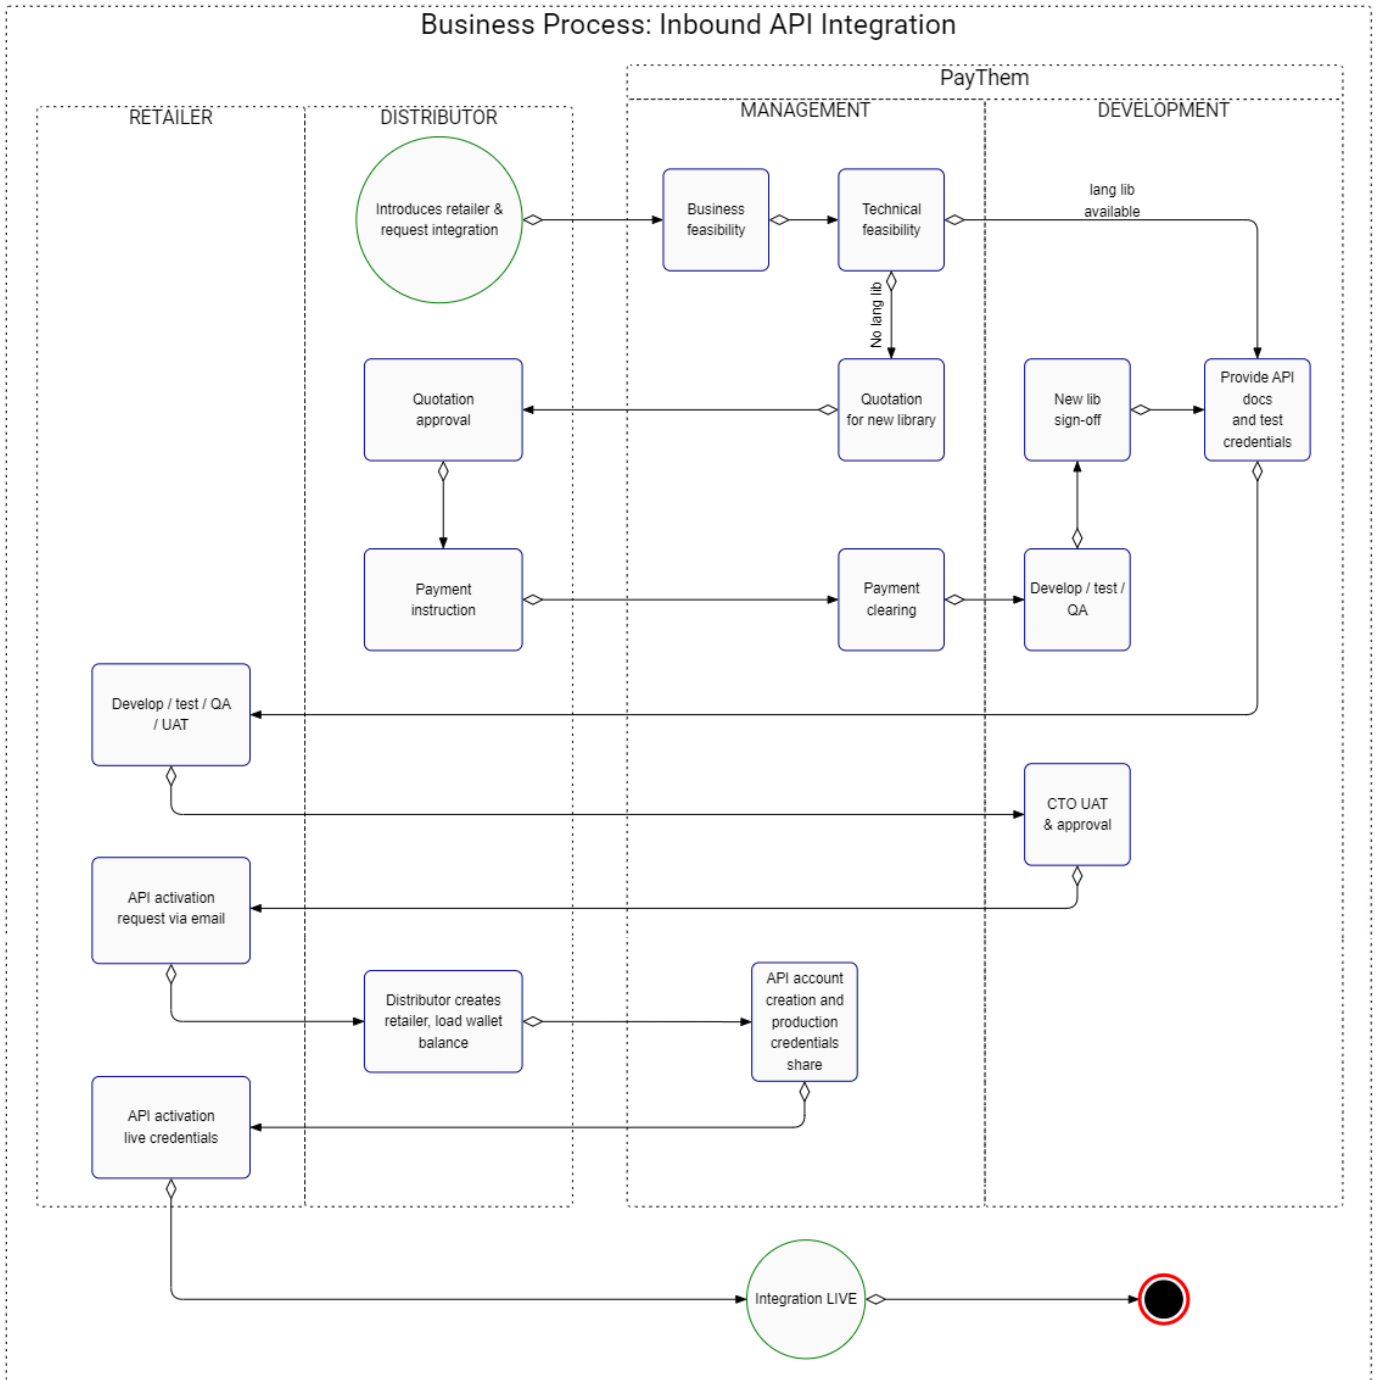 Business Process: Inbound API Integration
PayThem
RETAILER
DISTRIBUTOR
MANAGEMENT
DEVELOPMENT
Introduces retailer &
request integration
Business
feasibility
Technical
feasibility
lang lib
available
No lang lib
Quotation
approval
Quotation
for new library
New lib
sign-off
Provide API
docs
and test
credentials
Payment
instruction
Payment
clearing
Develop / test /
QA
Develop / test / QA
/ UAT
CTO UAT
& approval
API activation
request via email
Distributor creates
retailer, load wallet
balance
API account
creation and
production
credentials
share
API activation
live credentials
Integration LIVE